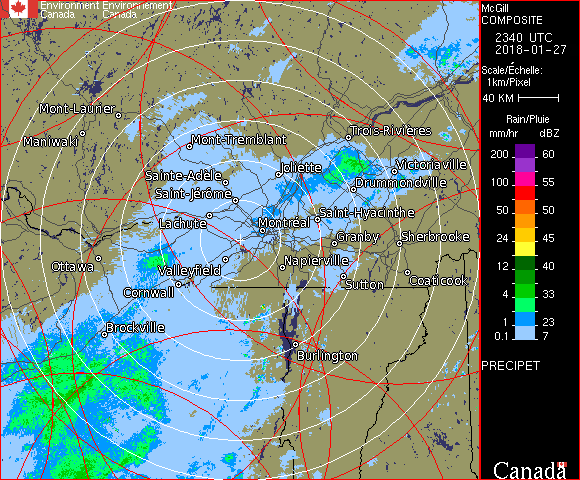 Environment Environnement
Canada Canada
McGill
COMPOSITE
2340 UTC
2018-01-27
Scale/Échelle:
1km/Pixel
40 KM
Rain/Pluie
mm/hr dBZ
200 60
100 55
50 50
24 45
12 40
4 33
1 23
0.1 7
PRECIPET
Canada
Mont-Laurier
Maniwaki
Mont-Tremblant
Trois-Rivières
Sainte-Adèle
Joliette
Victoriaville
Saint-Jérôme
Drummondville
Lachute
Montréal
Saint-Hyacinthe
Granby
Sherbrooke
Ottawa
Valleyfield
Napierville
Cornwall
Sutton
Coaticook
Brockville
Burlington